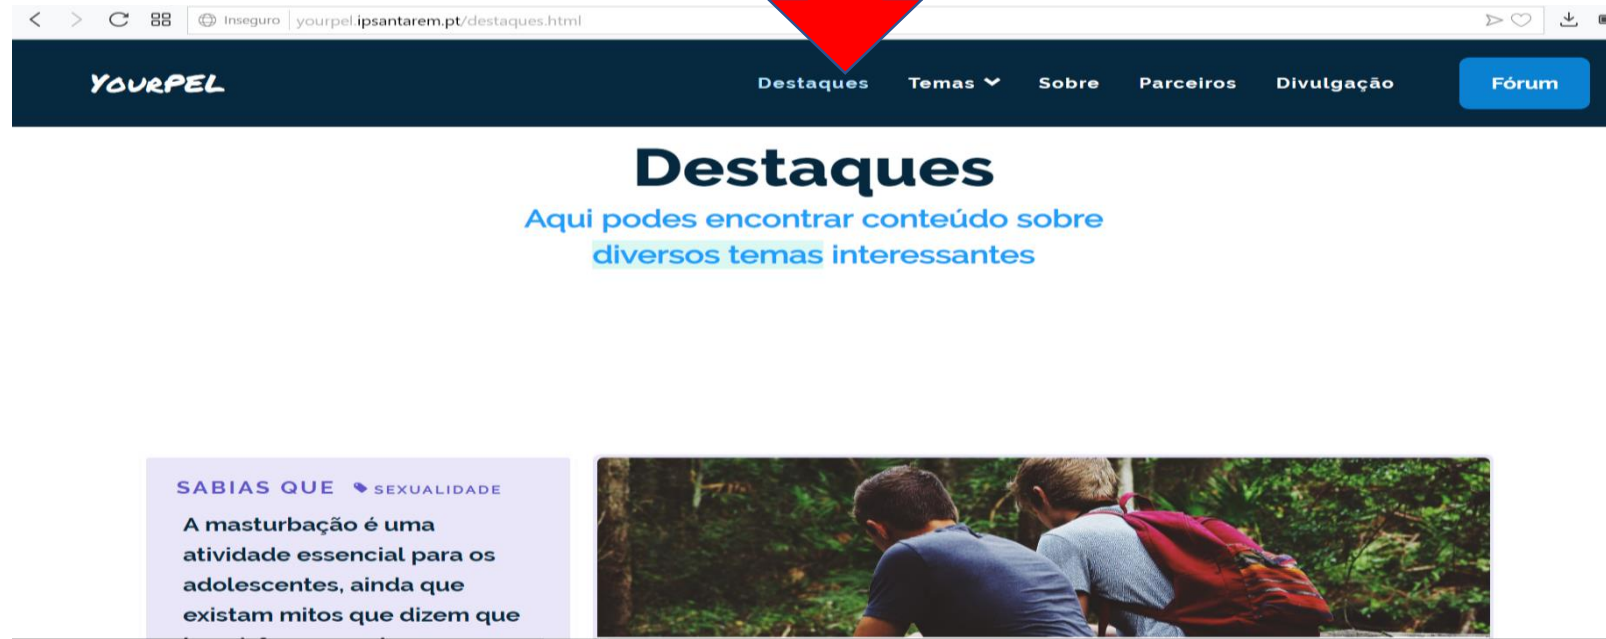 Inseguro yourpel.ipsantarem.pt/destaques.html
YourPEL Destaques Temas Sobre Parceiros Divulgação Fórum
Destaques
Aqui podes encontrar conteúdo sobre
diversos temas interessantes
SABIAS QUE SEXUALIDADE
A masturbação é uma
atividade essencial para os
adolescentes, ainda que
existam mitos que dizem que